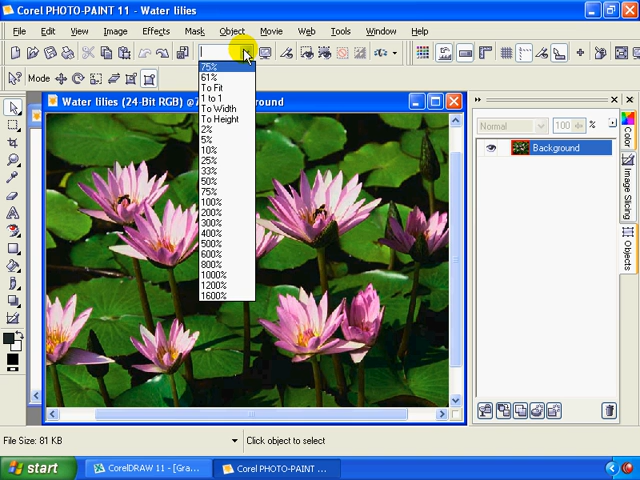 Corel PHOTO-PAINT 11 - Water lilies
File Edit View Image Effects Mask Object Movie Web Tools Window Help
Mode
Water lilies (24-Bit RGB) @7
ound
75%
61%
To Fit
1 to 1
To Width
To Height
2%
5%
10%
25%
33%
50%
75%
100%
200%
300%
400%
500%
600%
800%
1000%
1200%
1600%
Normal 100 %
Background
Color
Image Slicing
Objects
File Size: 81 KB
Click object to select
start
CorelDRAW 11 - [Gra...
Corel PHOTO-PAINT ...